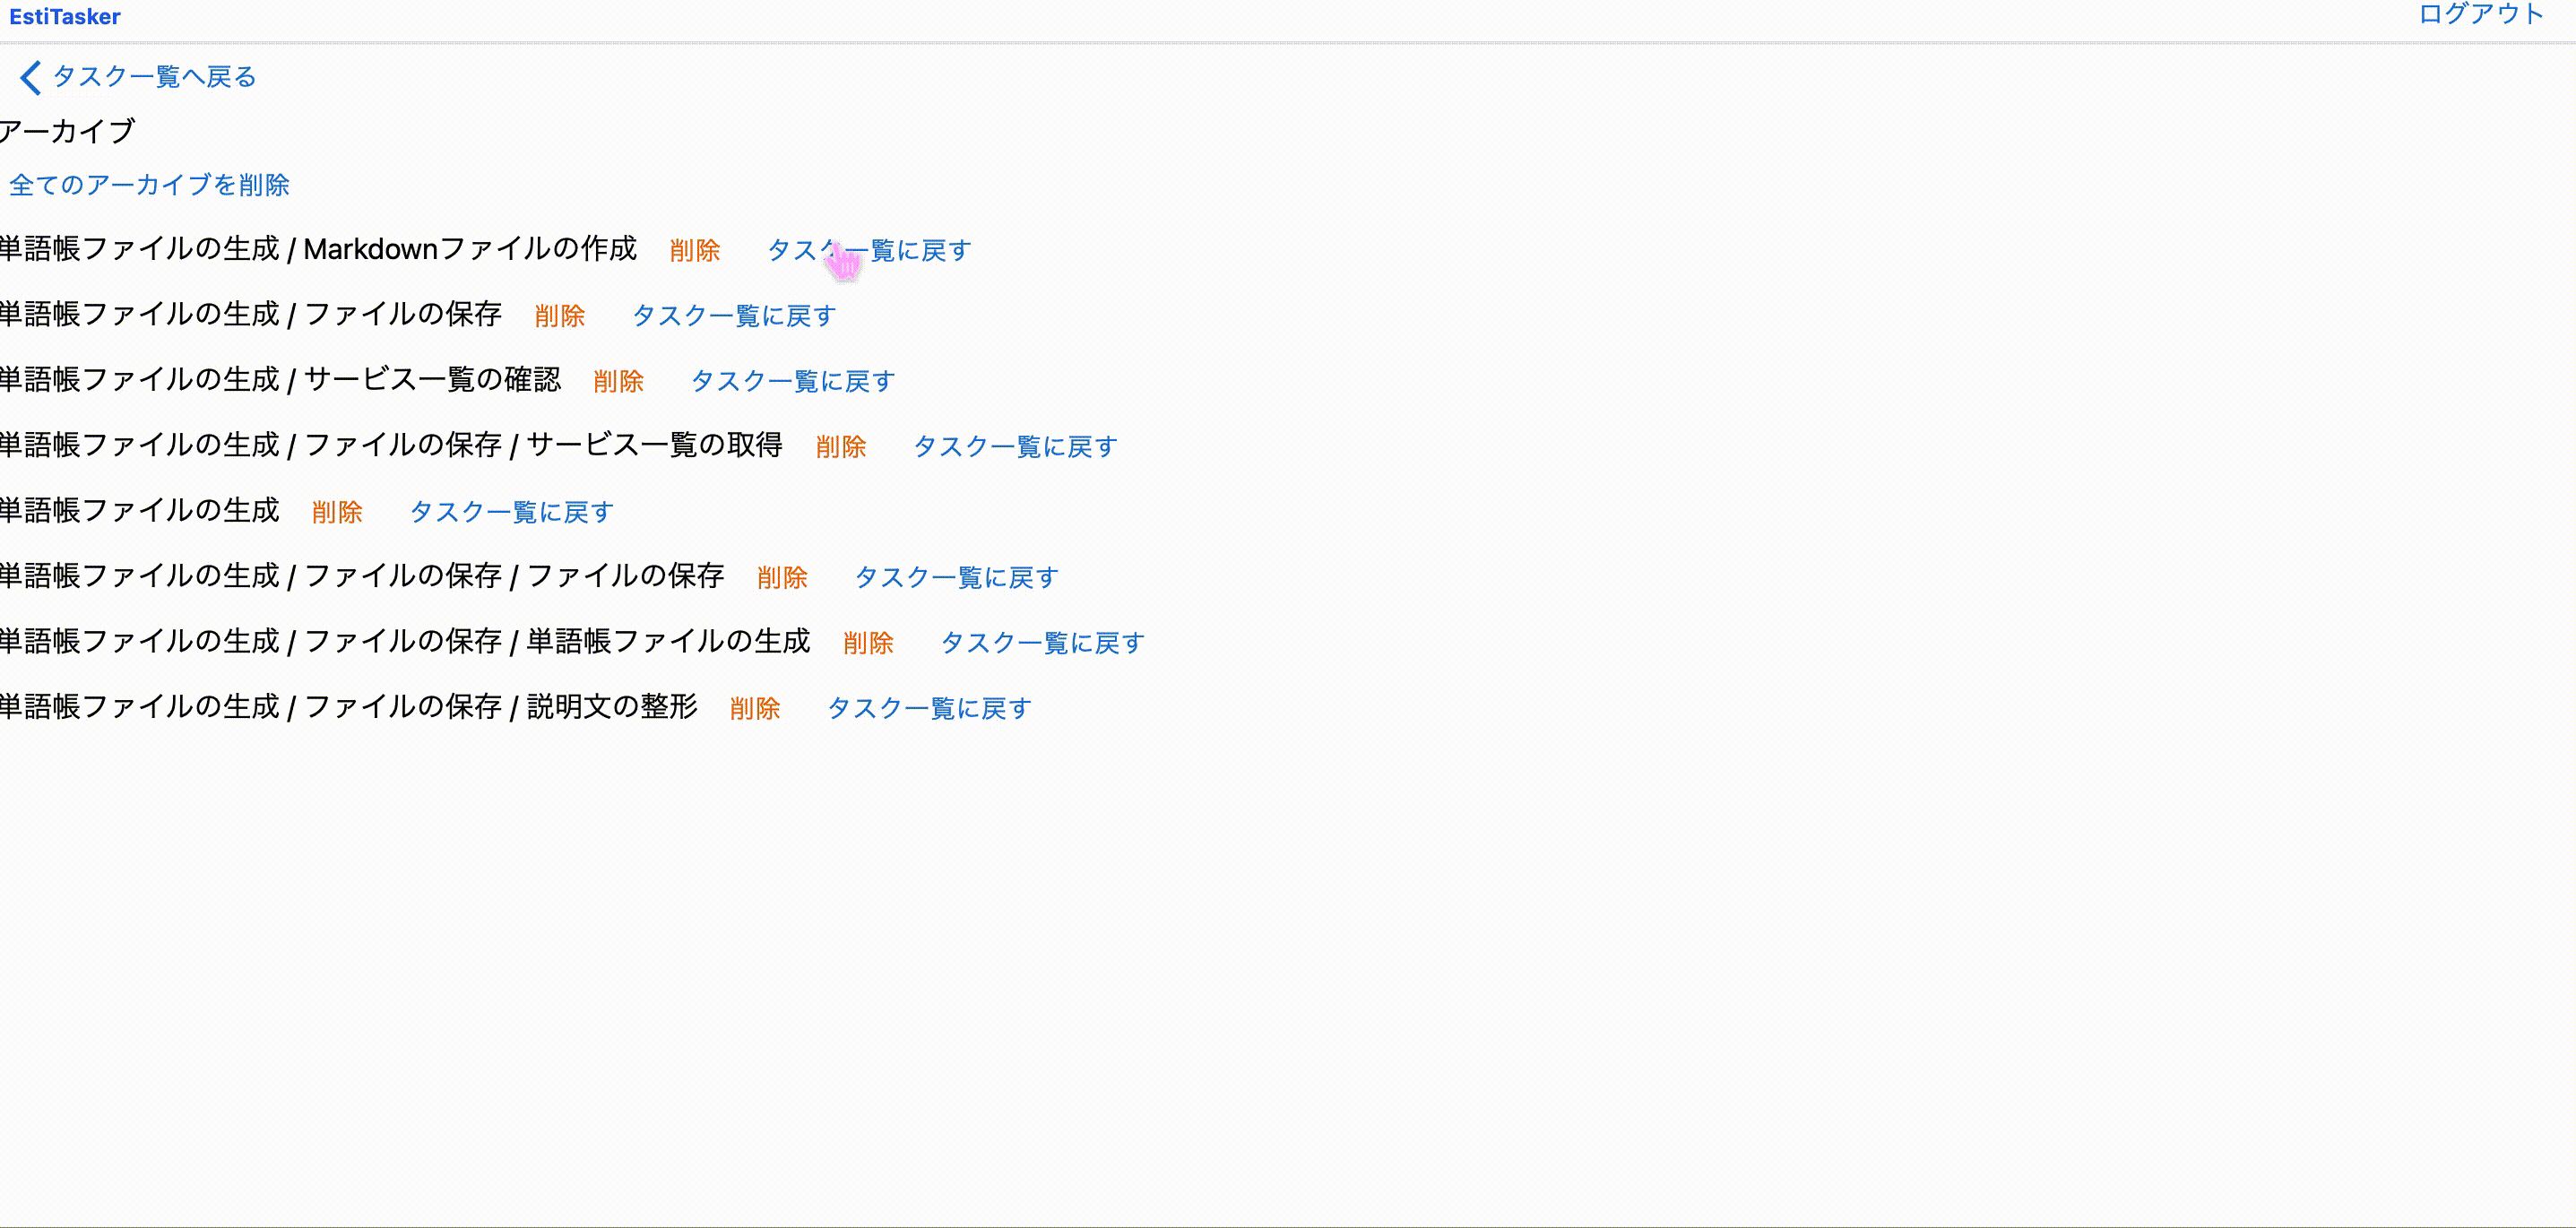 EstiTasker ログアウト
タスク一覧へ戻る
アーカイブ
全てのアーカイブを削除
単語帳ファイルの生成 / Markdownファイルの作成 削除 タスク一覧に戻す
単語帳ファイルの生成 / ファイルの保存 削除 タスク一覧に戻す
単語帳ファイルの生成 / サービス一覧の確認 削除 タスク一覧に戻す
単語帳ファイルの生成 / ファイルの保存 / サービス一覧の取得 削除 タスク一覧に戻す
単語帳ファイルの生成 削除 タスク一覧に戻す
単語帳ファイルの生成 / ファイルの保存 / ファイルの保存 削除 タスク一覧に戻す
単語帳ファイルの生成 / ファイルの保存 / 単語帳ファイルの生成 削除 タスク一覧に戻す
単語帳ファイルの生成 / ファイルの保存 / 説明文の整形 削除 タスク一覧に戻す